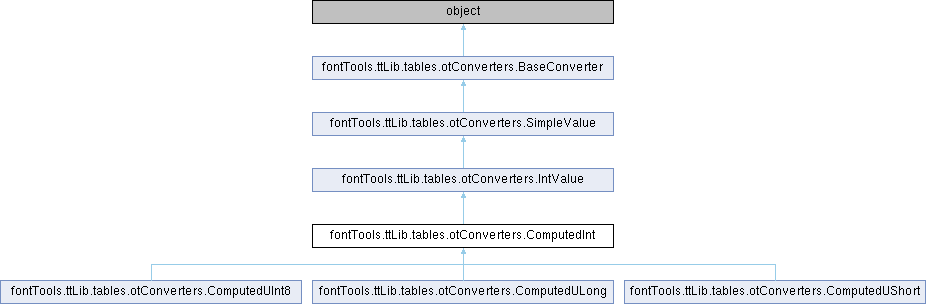 object
fontTools.ttLib.tables.otConverters.BaseConverter
fontTools.ttLib.tables.otConverters.SimpleValue
fontTools.ttLib.tables.otConverters.IntValue
fontTools.ttLib.tables.otConverters.ComputedInt
fontTools.ttLib.tables.otConverters.ComputedUInt8
fontTools.ttLib.tables.otConverters.ComputedULong
fontTools.ttLib.tables.otConverters.ComputedUShort